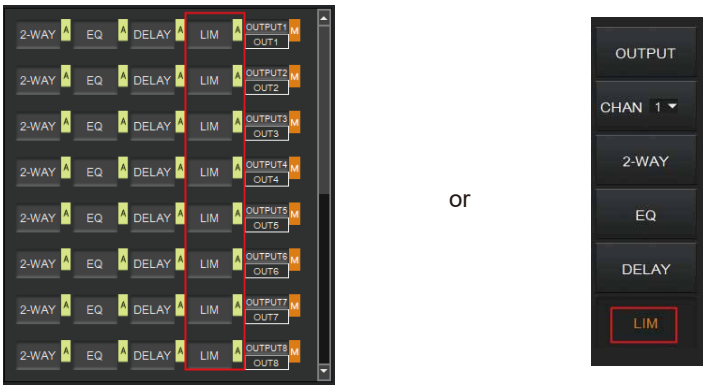 2-WAY A EQ A DELAY A LIM A OUTPUT1 M
OUT1
2-WAY A EQ A DELAY A LIM A OUTPUT2 M
OUT2
2-WAY A EQ A DELAY A LIM A OUTPUT3 M
OUT3
2-WAY A EQ A DELAY A LIM A OUTPUT4 M
OUT4
2-WAY A EQ A DELAY A LIM A OUTPUT5 M
OUT5
2-WAY A EQ A DELAY A LIM A OUTPUT6 M
OUT6
2-WAY A EQ A DELAY A LIM A OUTPUT7 M
OUT7
2-WAY A EQ A DELAY A LIM A OUTPUT8 M
OUT8
or
OUTPUT
CHAN 1
2-WAY
EQ
DELAY
LIM